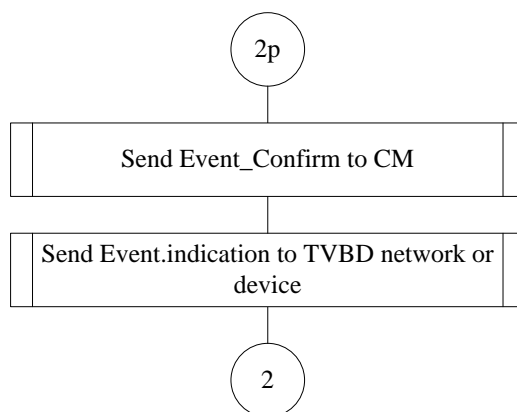 2p
Send Event_Confirm to CM
Send Event.indication to TVBD network or
device
2